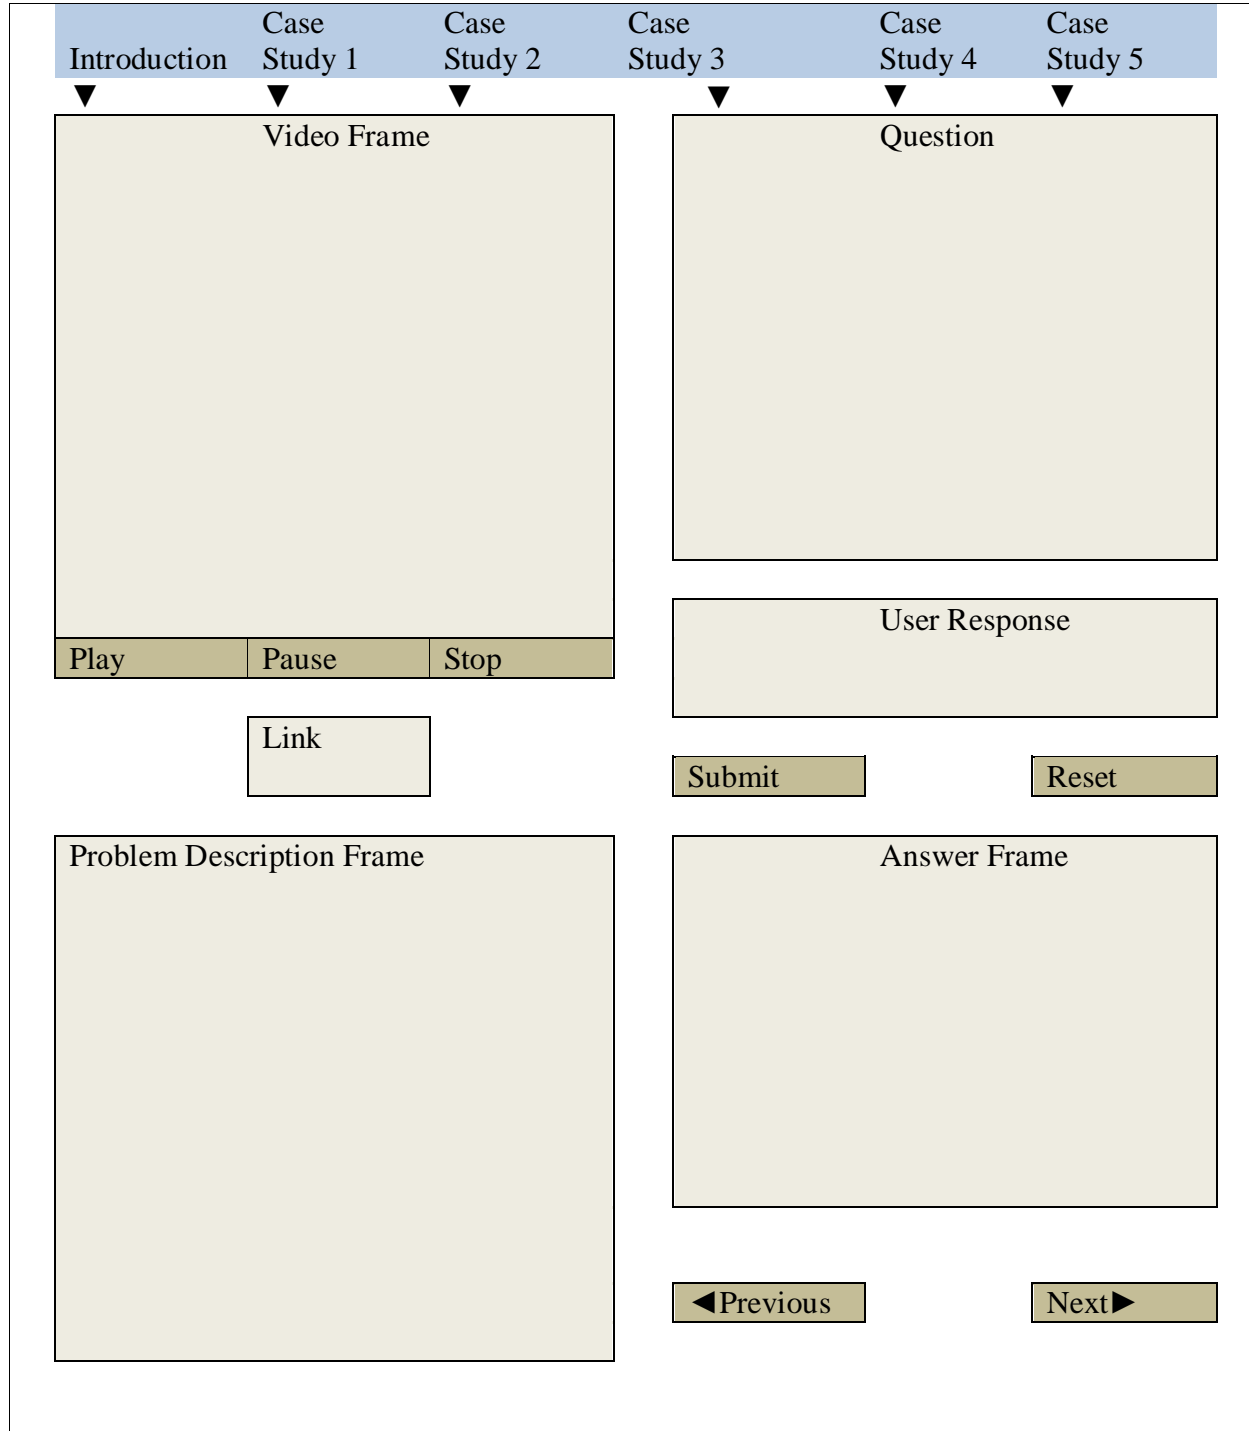 Introduction
Case
Study 1
Case
Study 2
Case
Study 3
Case
Study 4
Case
Study 5
▼ ▼ ▼ ▼ ▼ ▼
Video Frame
Play
Pause
Stop
Link
Problem Description Frame
Question
User Response
Submit
Reset
Answer Frame
◄Previous
Next►